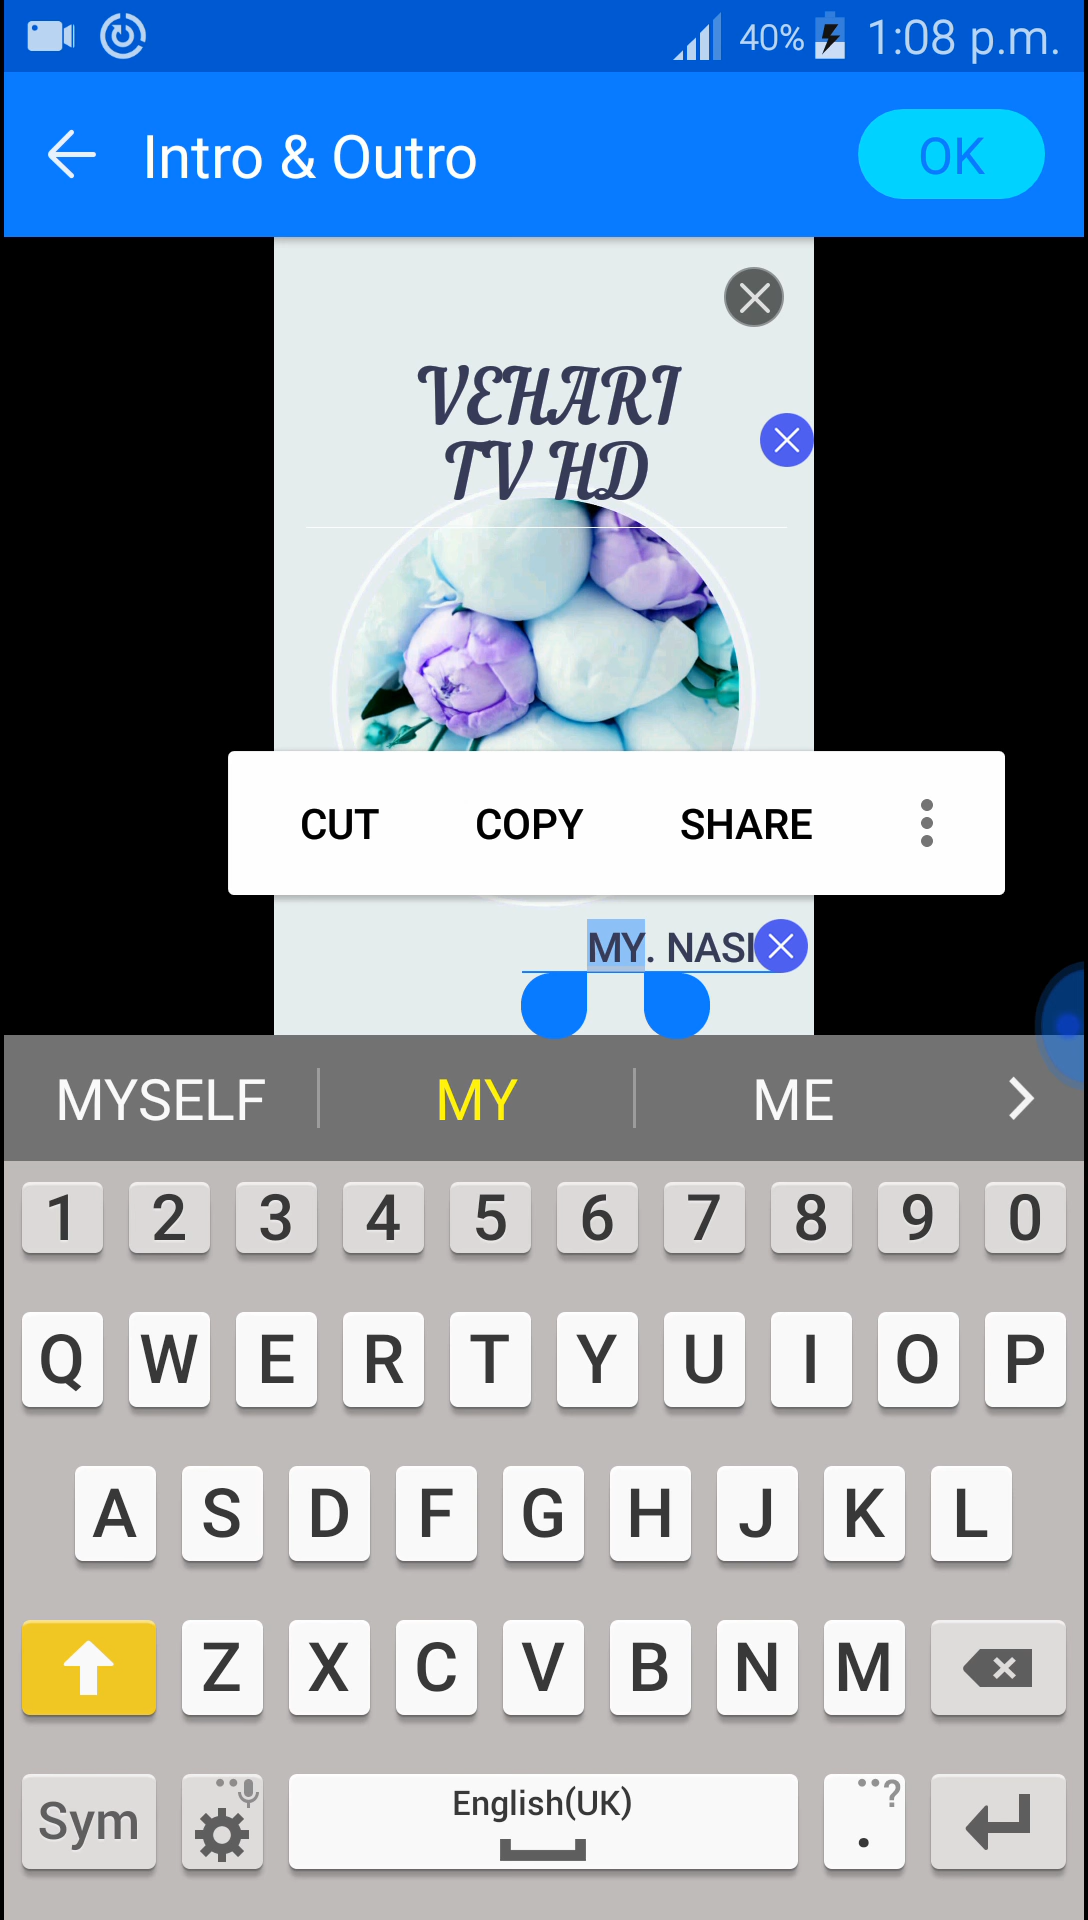 40% 1:08 p.m.
Intro & Outro
OK
VEHARI
TV HD
CUT COPY SHARE
MY. NASI
MYSELF MY ME
1 2 3 4 5 6 7 8 9 0
Q W E R T Y U I O P
A S D F G H J K L
Z X C V B N M
Sym English(UK) . ?